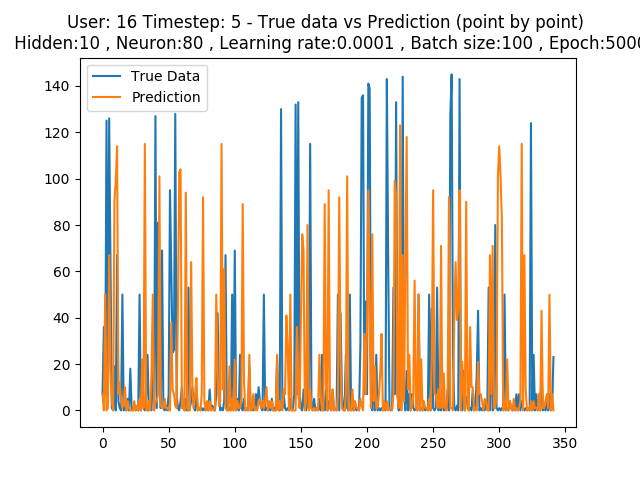 User: 16 Timestep: 5 - True data vs Prediction (point by point)
Hidden:10 , Neuron:80 , Learning rate:0.0001 , Batch size:100 , Epoch:5000
True Data
Prediction
140
120
100
80
60
40
20
0
0 50 100 150 200 250 300 350